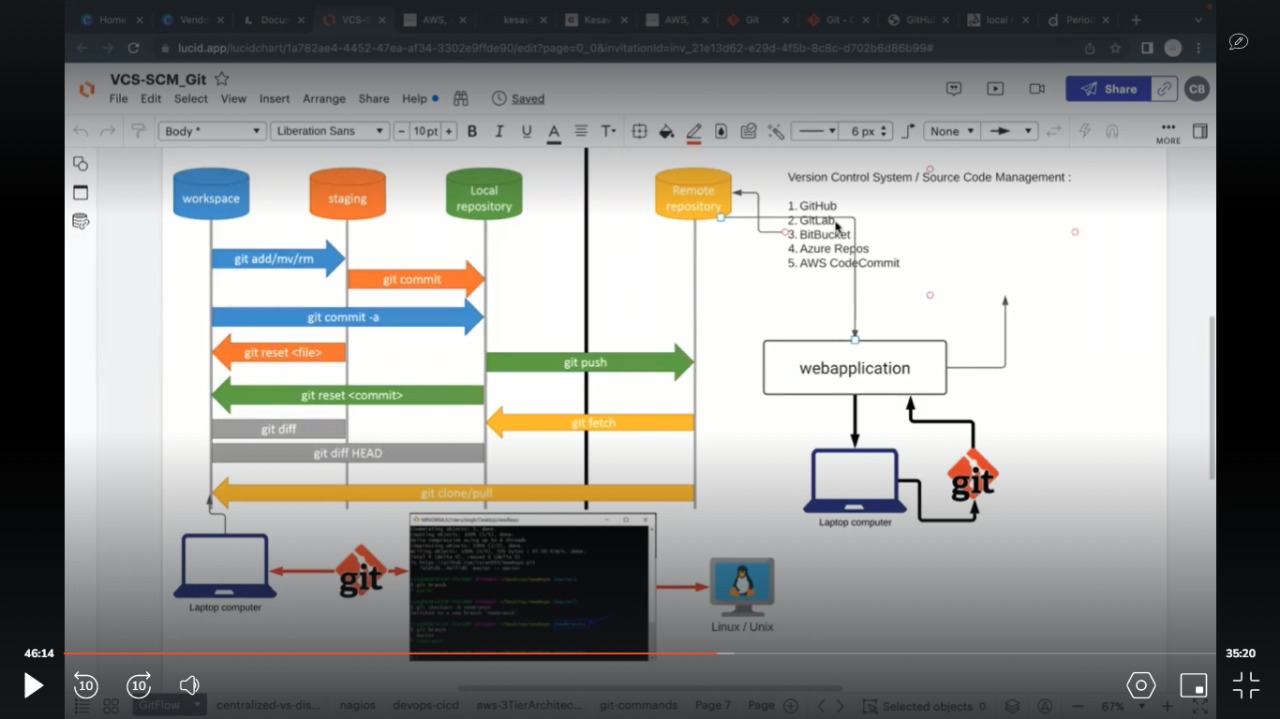 Home
Vendo
Docum
VCS-S
AWS,
kesav
Kesav
AWS,
Git
Git - C
GitHu
local /
Perio
lucid.app/lucidchart/1a782ae4-4452-47ea-af34-3302e9ffde90/edit?page=0_0&invitationId=inv_21e13d62-e29d-4f5b-8c8c-d702b6d86b99#
VCS-SCM_Git
File Edit Select View Insert Arrange Share Help Saved
Share
CB
Body * Liberation Sans 10 pt B I U A T 6 px None MORE
workspace
staging
Local
repository
Remote
repository
Version Control System / Source Code Management :
1. GitHub
2. GitLab
3. BitBucket
4. Azure Repos
5. AWS CodeCommit
git add/mv/rm
git commit
git commit -a
git reset <file>
git push
git reset <commit>
git fetch
git diff
git diff HEAD
git clone/pull
webapplication
git
Laptop computer
git
Laptop computer
Linux / Unix
46:14
35:20
10
10
GitFlow centralized-vs-dis... nagios devops-cicd aws-3TierArchitec... git-commands Page 7 Page Selected objects 0 67%